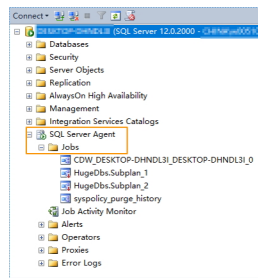 Connect
(SQL Server 12.0.2000 -
Databases
Security
Server Objects
Replication
AlwaysOn High Availability
Management
Integration Services Catalogs
SQL Server Agent
Jobs
CDW_DESKTOP-DHNDL3I_DESKTOP-DHNDL3I_0
HugeDbs.Subplan_1
HugeDbs.Subplan_2
syspolicy_purge_history
Job Activity Monitor
Alerts
Operators
Proxies
Error Logs